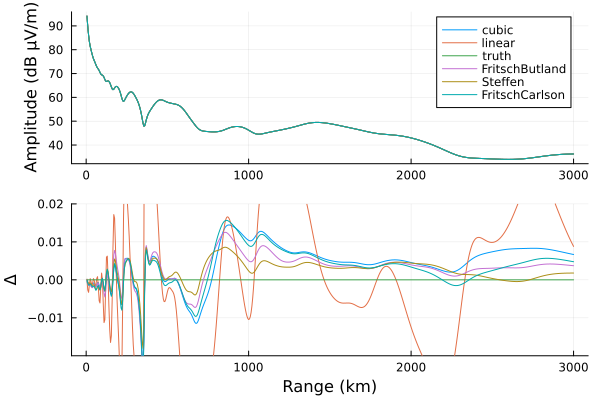 Amplitude (dB μV/m)
90
80
70
60
50
40
0
1000
2000
3000
cubic
linear
truth
FritschButland
Steffen
FritschCarlson
Δ
0.02
0.01
0.00
−0.01
0
1000
2000
3000
Range (km)